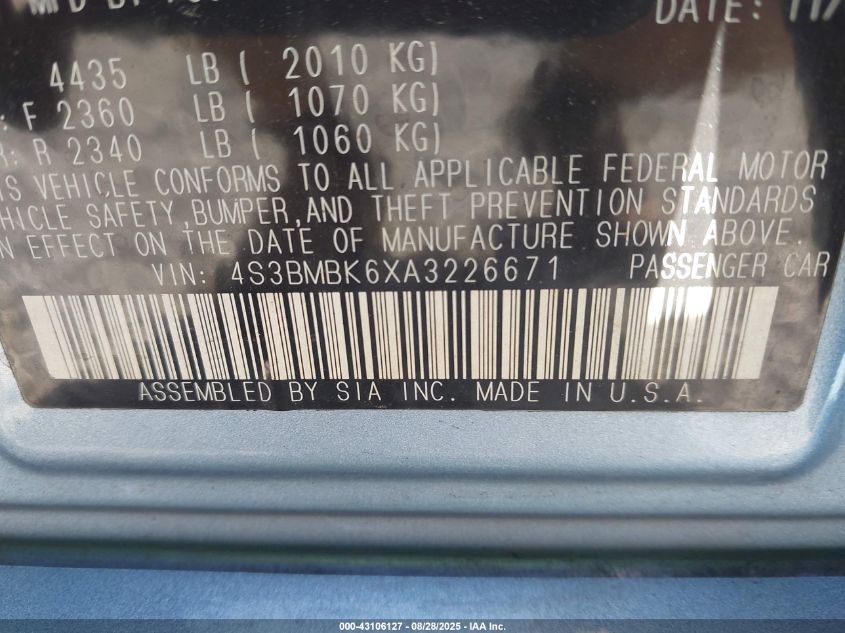 DATE: 11/
4435 LB ( 2010 KG)
: F 2360 LB ( 1070 KG)
R: R 2340 LB ( 1060 KG)
IS VEHICLE CONFORMS TO ALL APPLICABLE FEDERAL MOTOR
HICLE SAFETY, BUMPER, AND THEFT PREVENTION STANDARDS
N EFFECT ON THE DATE OF MANUFACTURE SHOWN ABOVE.
VIN: 4S3BMBK6XA3226671 PASSENGER CAR
ASSEMBLED BY SIA INC. MADE IN U.S.A.
000-43106127 - 08/28/2025 - IAA Inc.